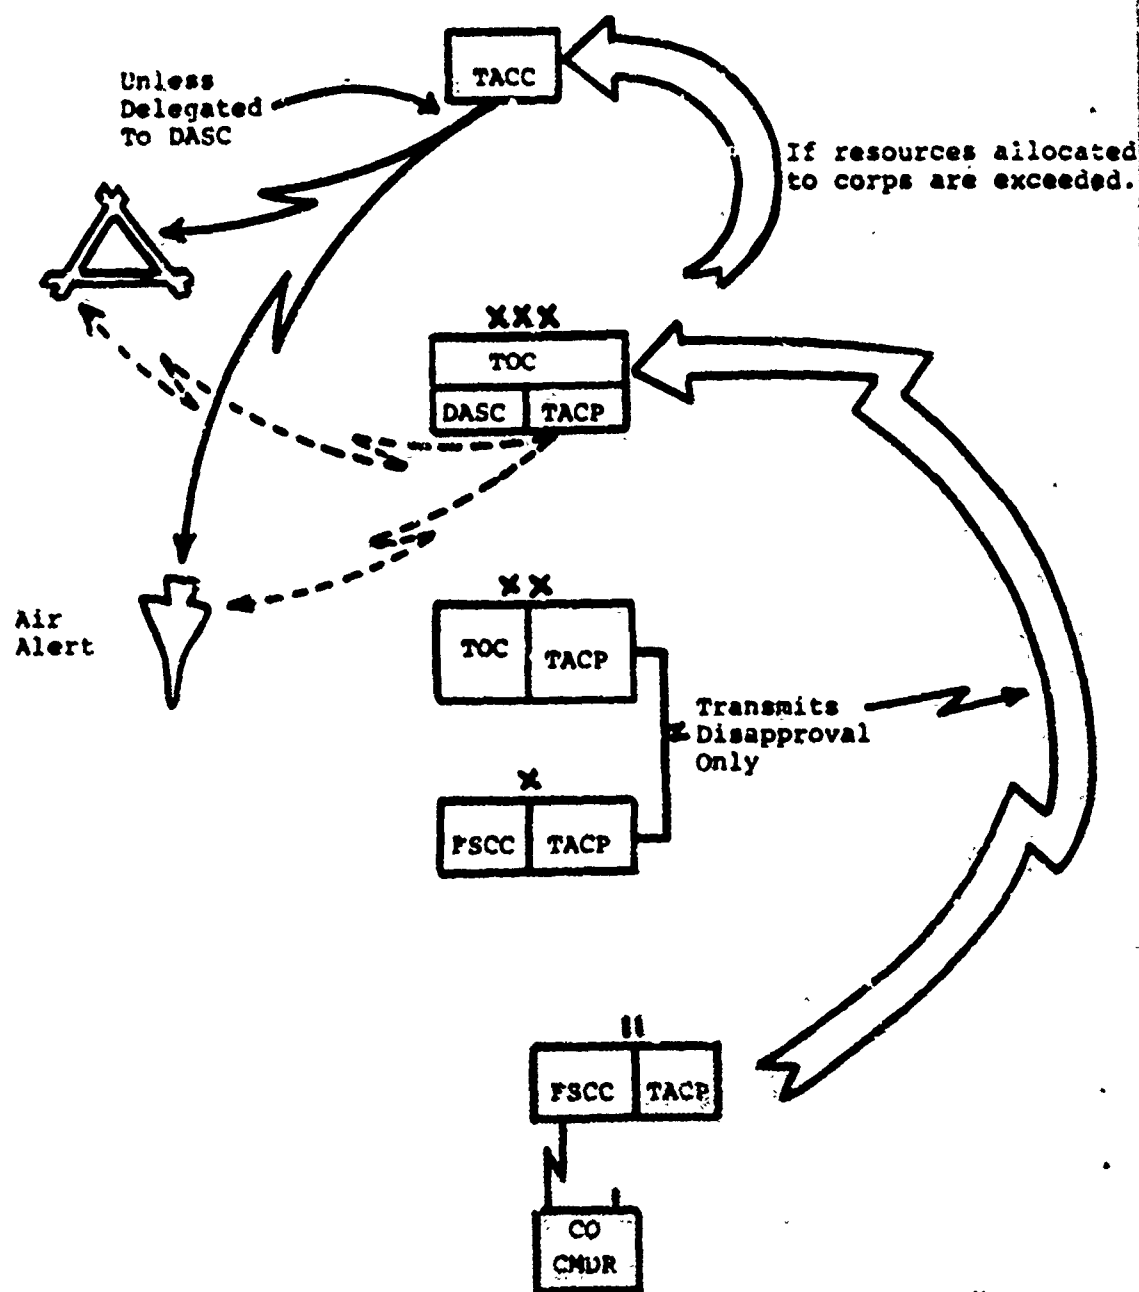 TACC
Unless
Delegated
To DASC
If resources allocated
to corps are exceeded.
XXX
TOC
DASC TACP
XX
TOC TACP
Air
Alert
Transmits
Disapproval
Only
X
FSCC TACP
II
FSCC TACP
CO
CMDR